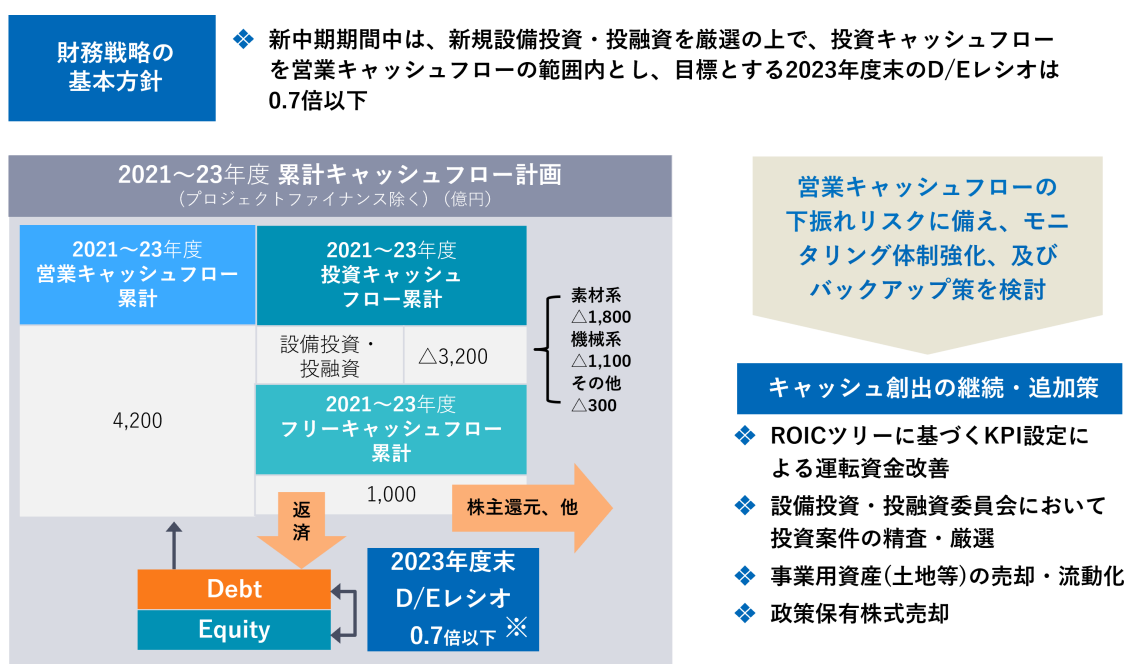 財務戦略の
基本方針
❖ 新中期期間中は、新規設備投資・投融資を厳選の上で、投資キャッシュフロー
を営業キャッシュフローの範囲内とし、目標とする2023年度末のD/Eレシオは
0.7倍以下
2021～23年度 累計キャッシュフロー計画
（プロジェクトファイナンス除く）（億円）
2021～23年度
営業キャッシュフロー
累計
2021～23年度
投資キャッシュ
フロー累計
4,200
設備投資・
投融資
△3,200
素材系
△1,800
機械系
△1,100
その他
△300
2021～23年度
フリーキャッシュフロー
累計
1,000
返
済
株主還元、他
Debt
Equity
2023年度末
D/Eレシオ
0.7倍以下 ※
営業キャッシュフローの
下振れリスクに備え、モニ
タリング体制強化、及び
バックアップ策を検討
キャッシュ創出の継続・追加策
❖ ROICツリーに基づくKPI設定に
よる運転資金改善
❖ 設備投資・投融資委員会において
投資案件の精査・厳選
❖ 事業用資産(土地等)の売却・流動化
❖ 政策保有株式売却